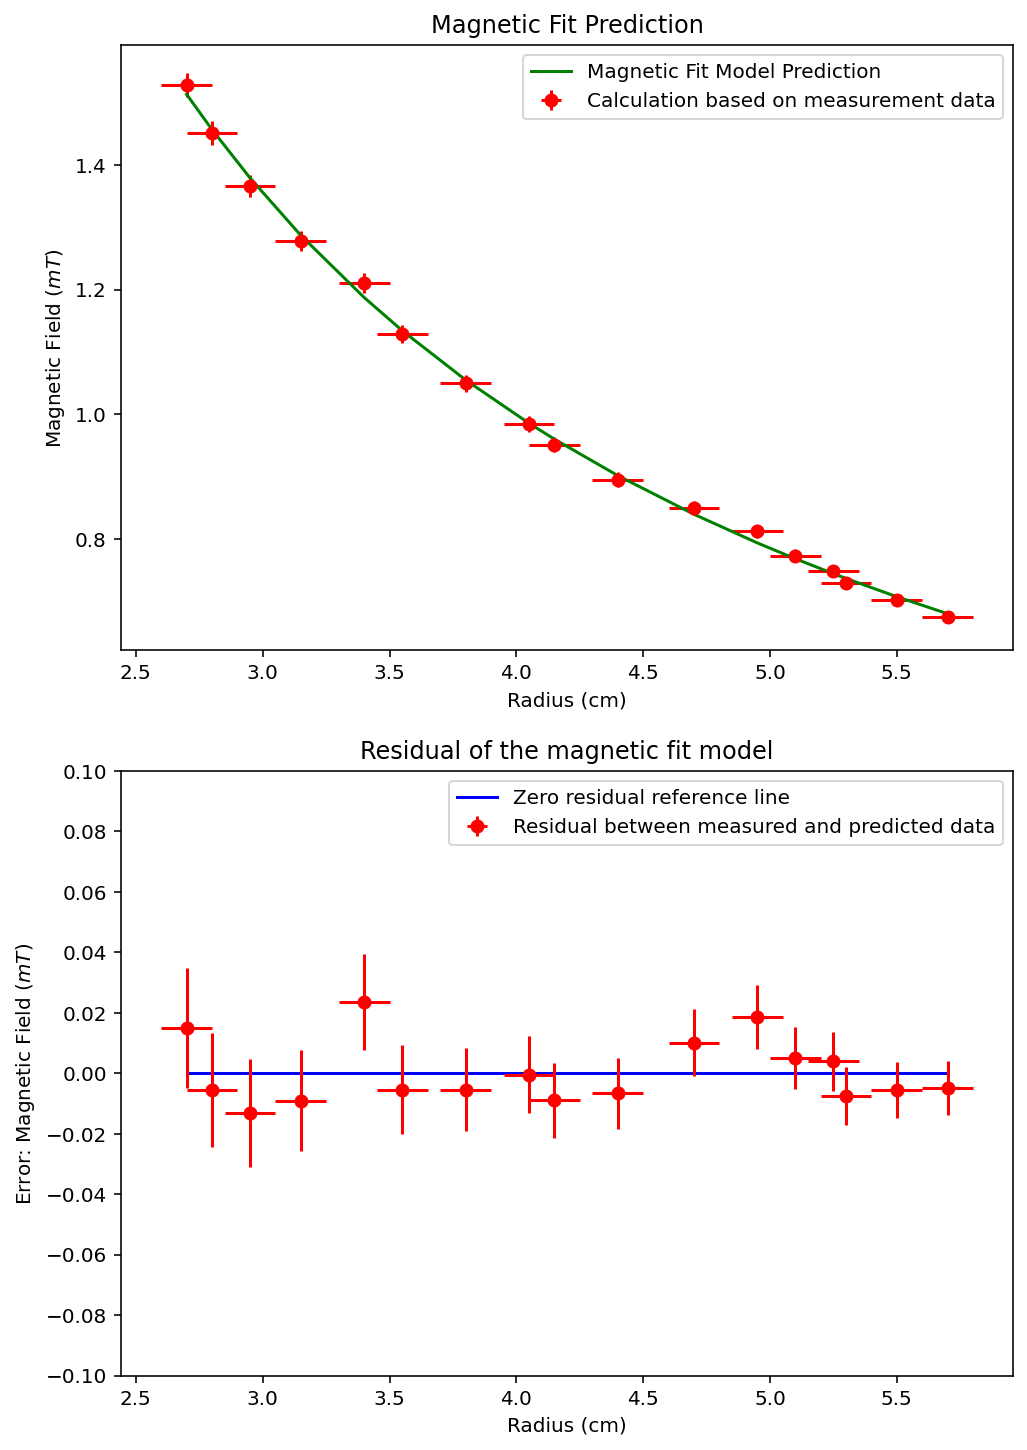 Magnetic Fit Prediction
Magnetic Fit Model Prediction
Calculation based on measurement data
Magnetic Field (mT)
1.4
1.2
1.0
0.8
2.5 3.0 3.5 4.0 4.5 5.0 5.5
Radius (cm)
Residual of the magnetic fit model
Zero residual reference line
Residual between measured and predicted data
Error: Magnetic Field (mT)
0.10
0.08
0.06
0.04
0.02
0.00
−0.02
−0.04
−0.06
−0.08
−0.10
2.5 3.0 3.5 4.0 4.5 5.0 5.5
Radius (cm)